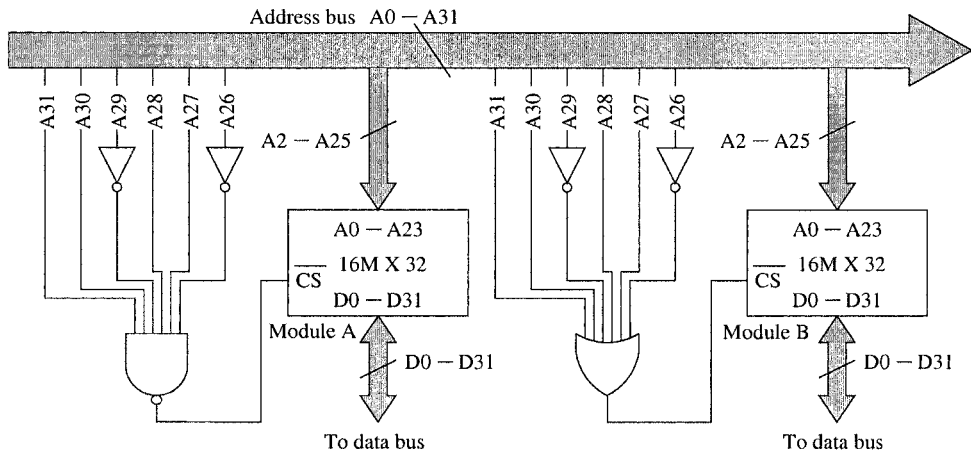 Address bus A0 – A31
A31
A30
A29
A28
A27
A26
A2 – A25
A31
A30
A29
A28
A27
A26
A2 – A25
A0 – A23
16M X 32
CS
D0 – D31
Module A
D0 – D31
To data bus
A0 – A23
16M X 32
CS
D0 – D31
Module B
D0 – D31
To data bus